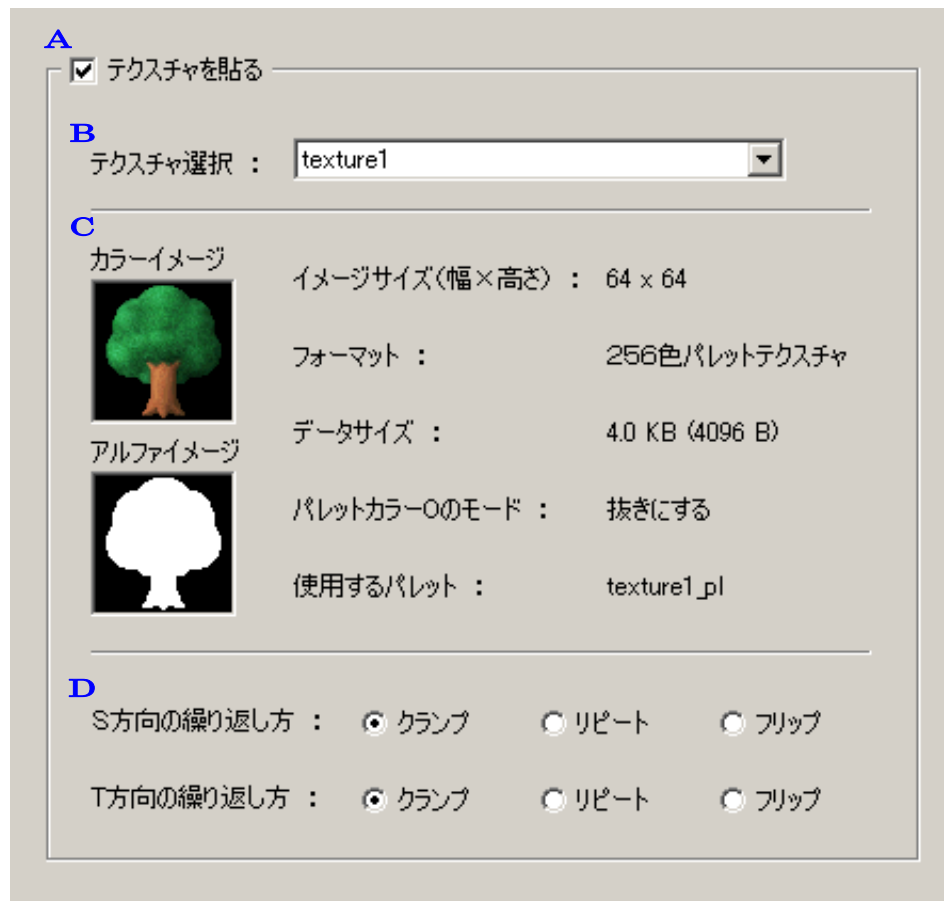 A
テクスチャを貼る
B
テクスチャ選択 : texture1
C
カラーイメージ
イメージサイズ(幅×高さ) : 64 x 64
フォーマット : 256色パレットテクスチャ
データサイズ : 4.0 KB (4096 B)
アルファイメージ
パレットカラー0のモード : 抜きにする
使用するパレット : texture1_pl
D
S方向の繰り返し方 : クランプ リピート フリップ
T方向の繰り返し方 : クランプ リピート フリップ